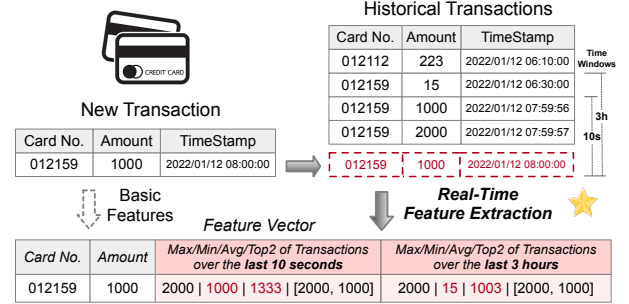 Historical Transactions
Card No. Amount TimeStamp
012112 223 2022/01/12 06:10:00
012159 15 2022/01/12 06:30:00
012159 1000 2022/01/12 07:59:56
012159 2000 2022/01/12 07:59:57
012159 1000 2022/01/12 08:00:00
Time
Windows
3h
10s
CREDIT CARD
New Transaction
Card No. Amount TimeStamp
012159 1000 2022/01/12 08:00:00
Basic
Features
Real-Time
Feature Extraction
Feature Vector
Card No. Amount
Max/Min/Avg/Top2 of Transactions
over the last 10 seconds
Max/Min/Avg/Top2 of Transactions
over the last 3 hours
012159 1000 2000 | 1000 | 1333 | [2000, 1000] 2000 | 15 | 1003 | [2000, 1000]